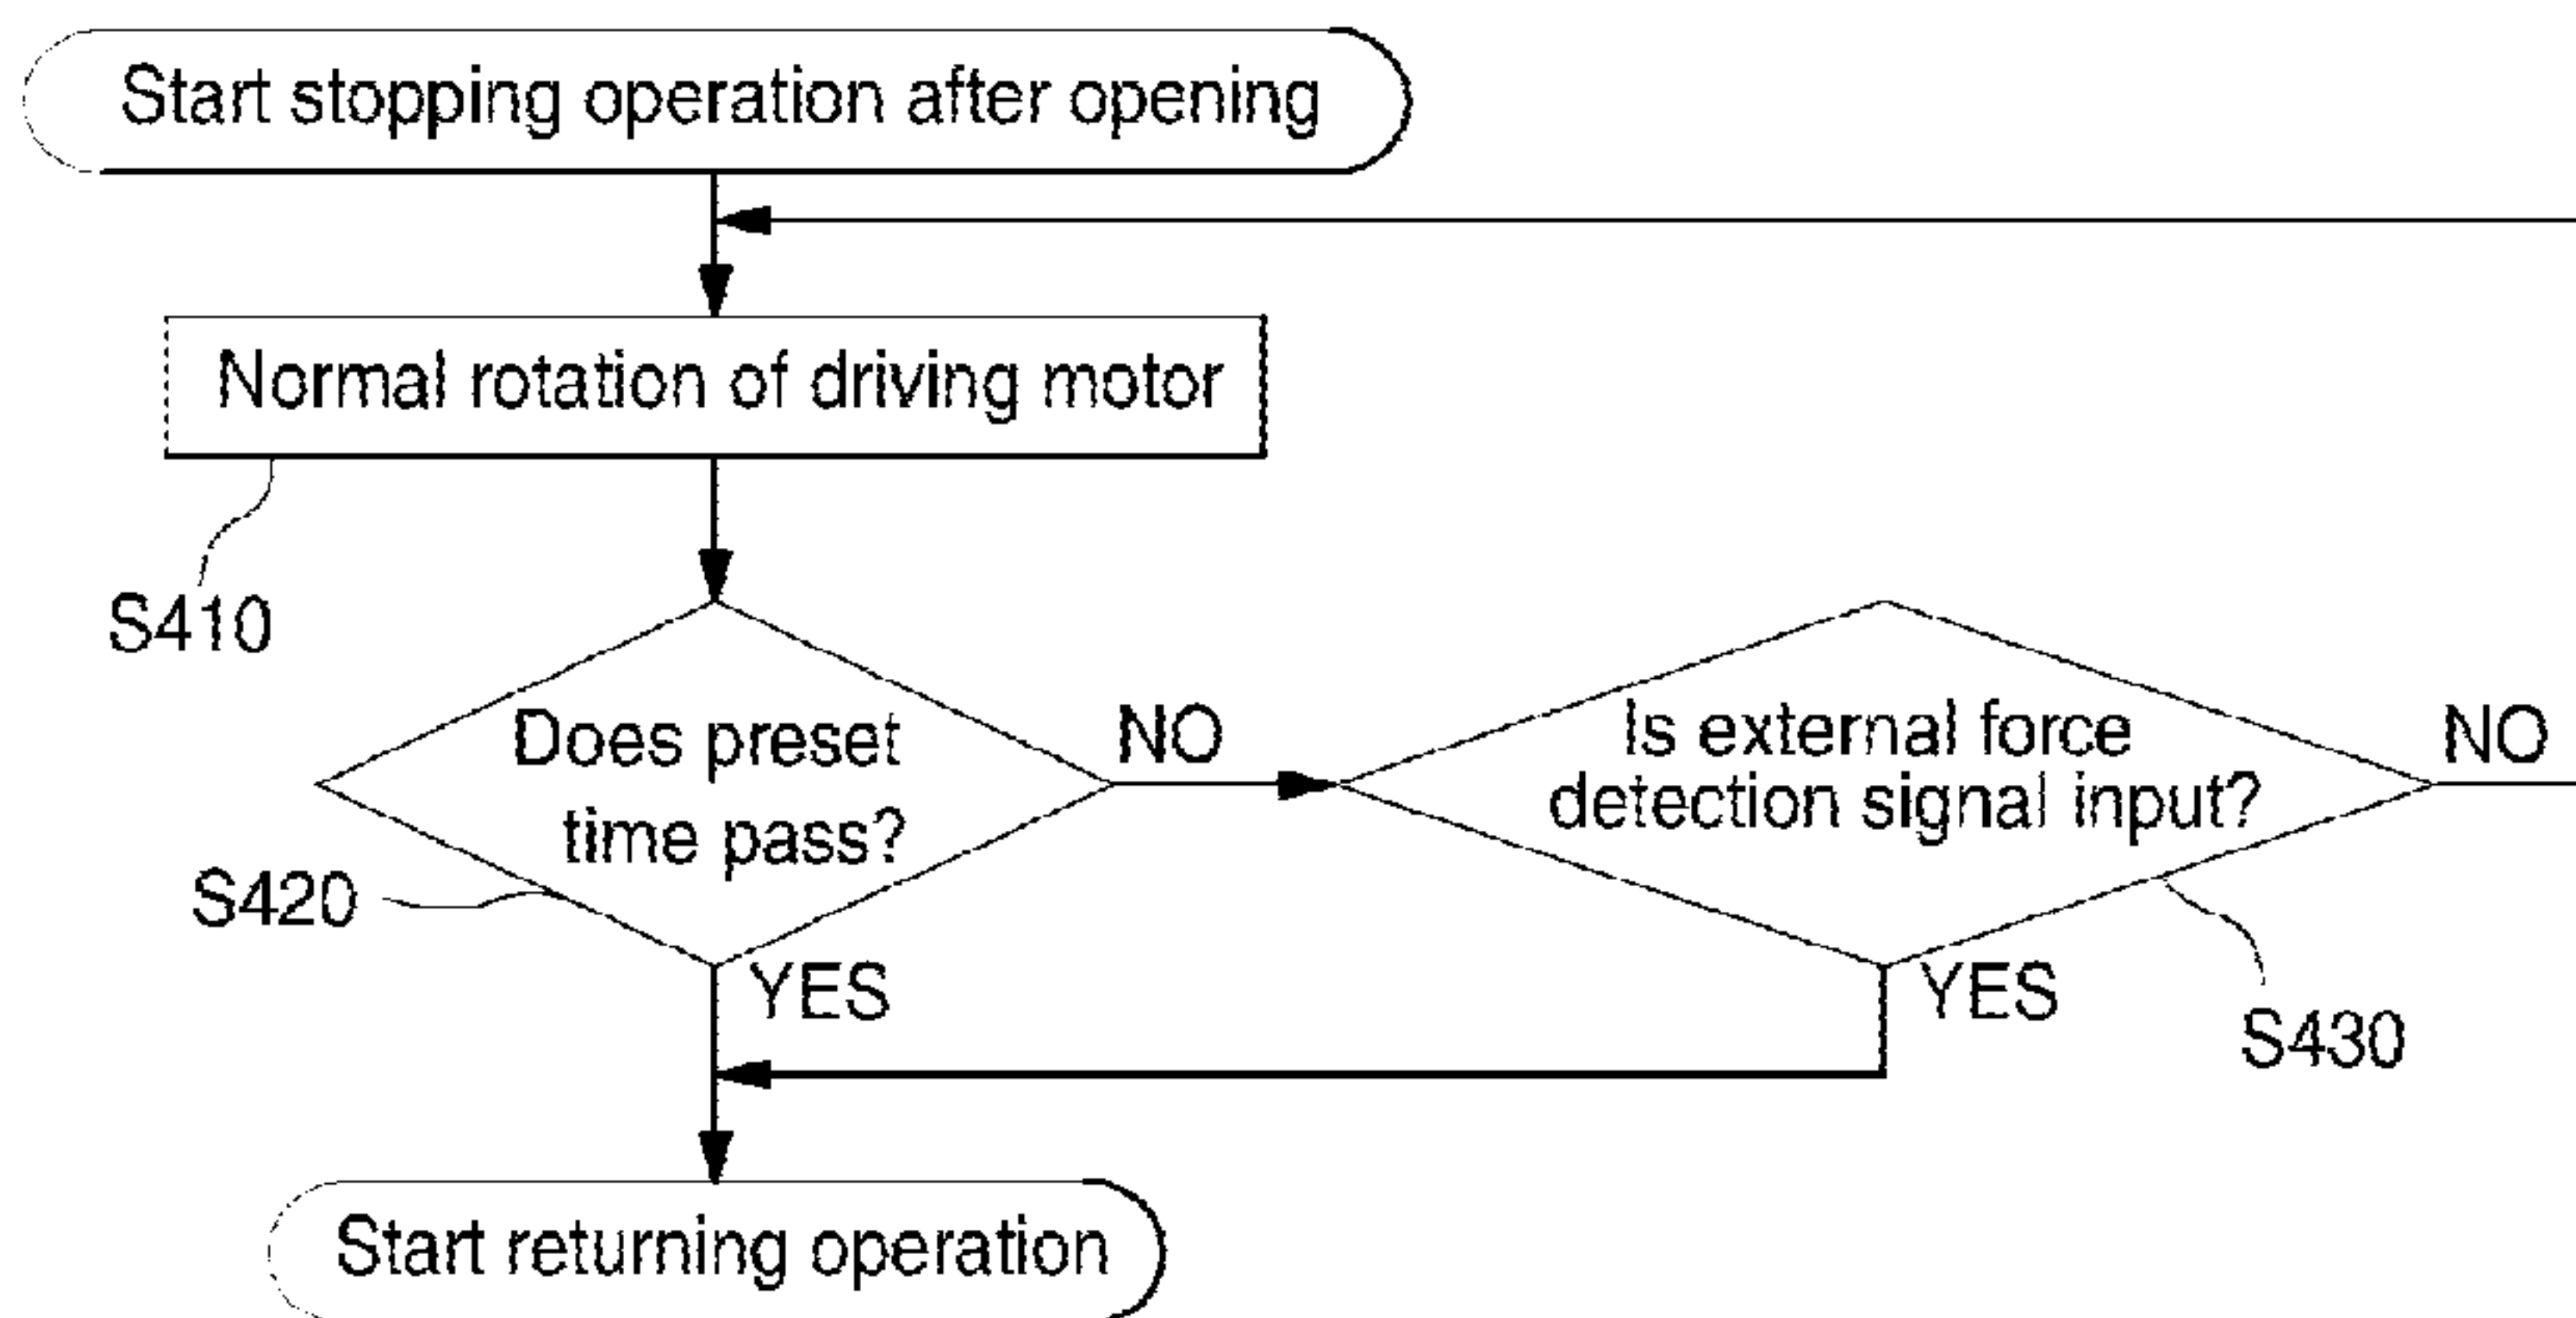 Start stopping operation after opening
Normal rotation of driving motor
S410
Does preset
time pass?
NO
Is external force
detection signal input?
NO
S420
YES
YES
S430
Start returning operation